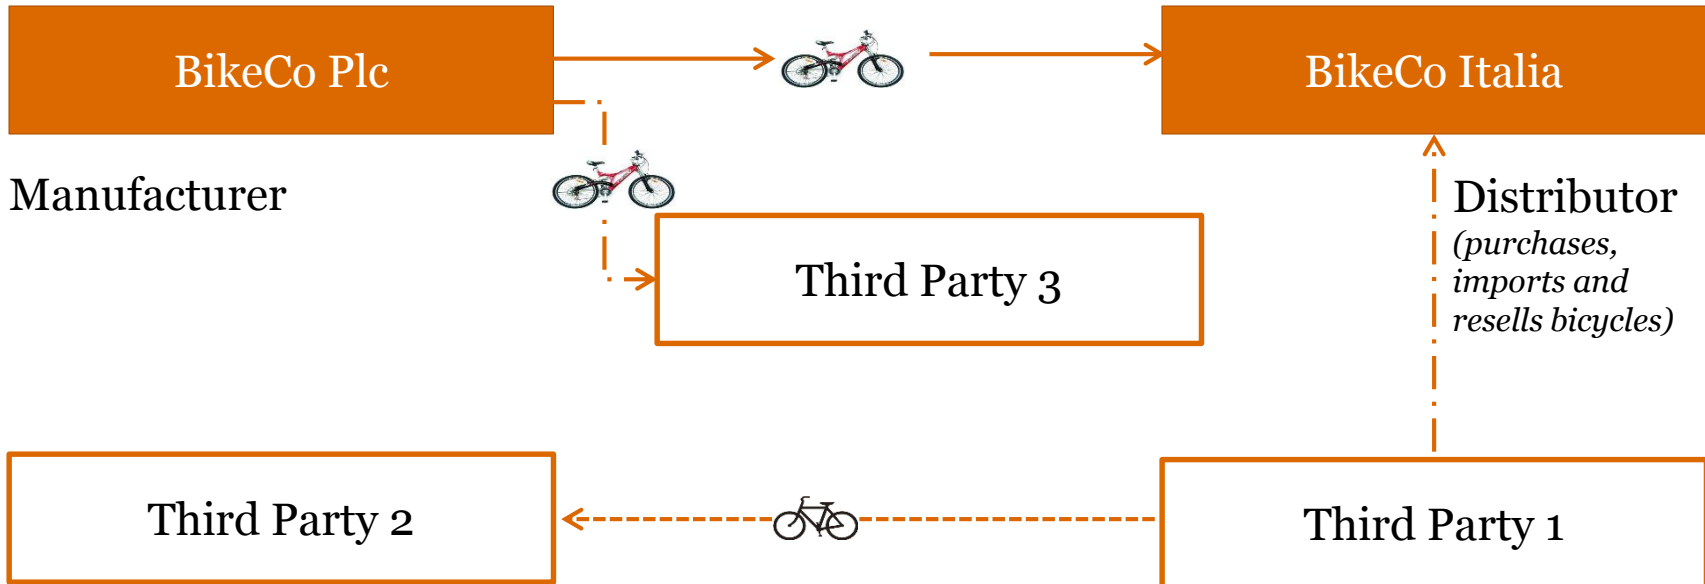 BikeCo Plc
BikeCo Italia
Manufacturer
Distributor
(purchases,
imports and
resells bicycles)
Third Party 3
Third Party 2
Third Party 1